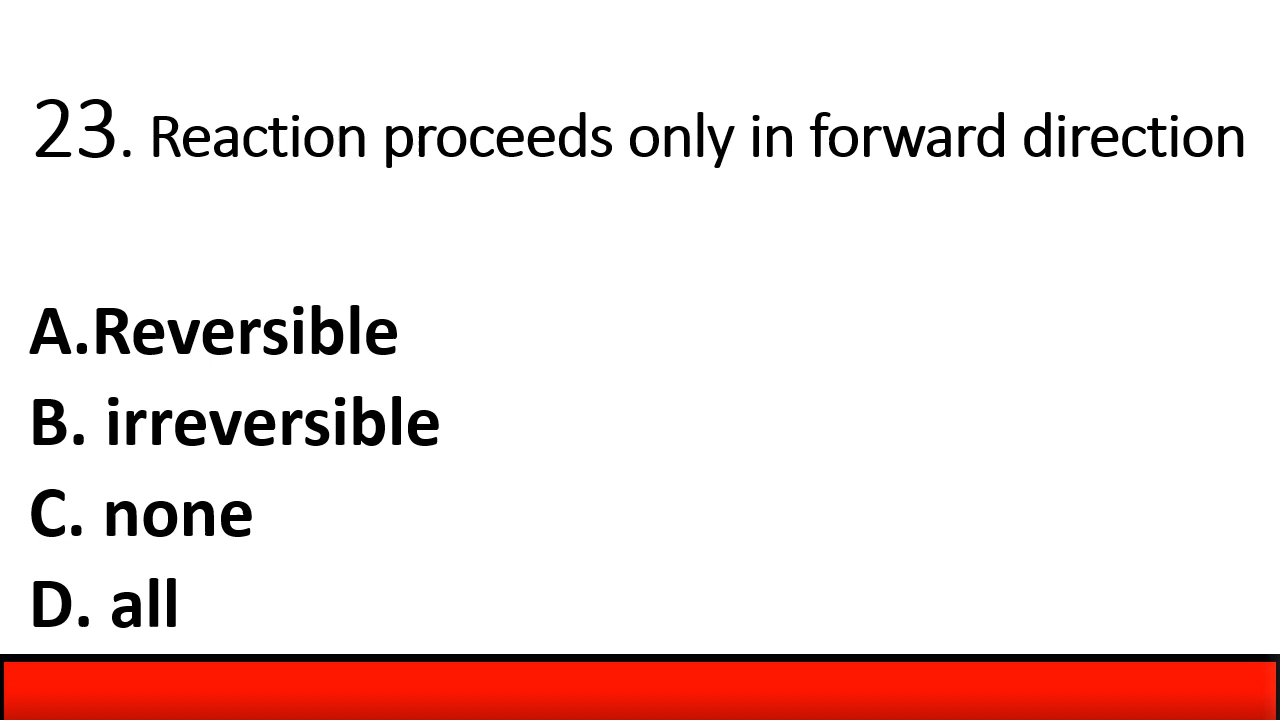 23. Reaction proceeds only in forward direction
A.Reversible
B. irreversible
C. none
D. all